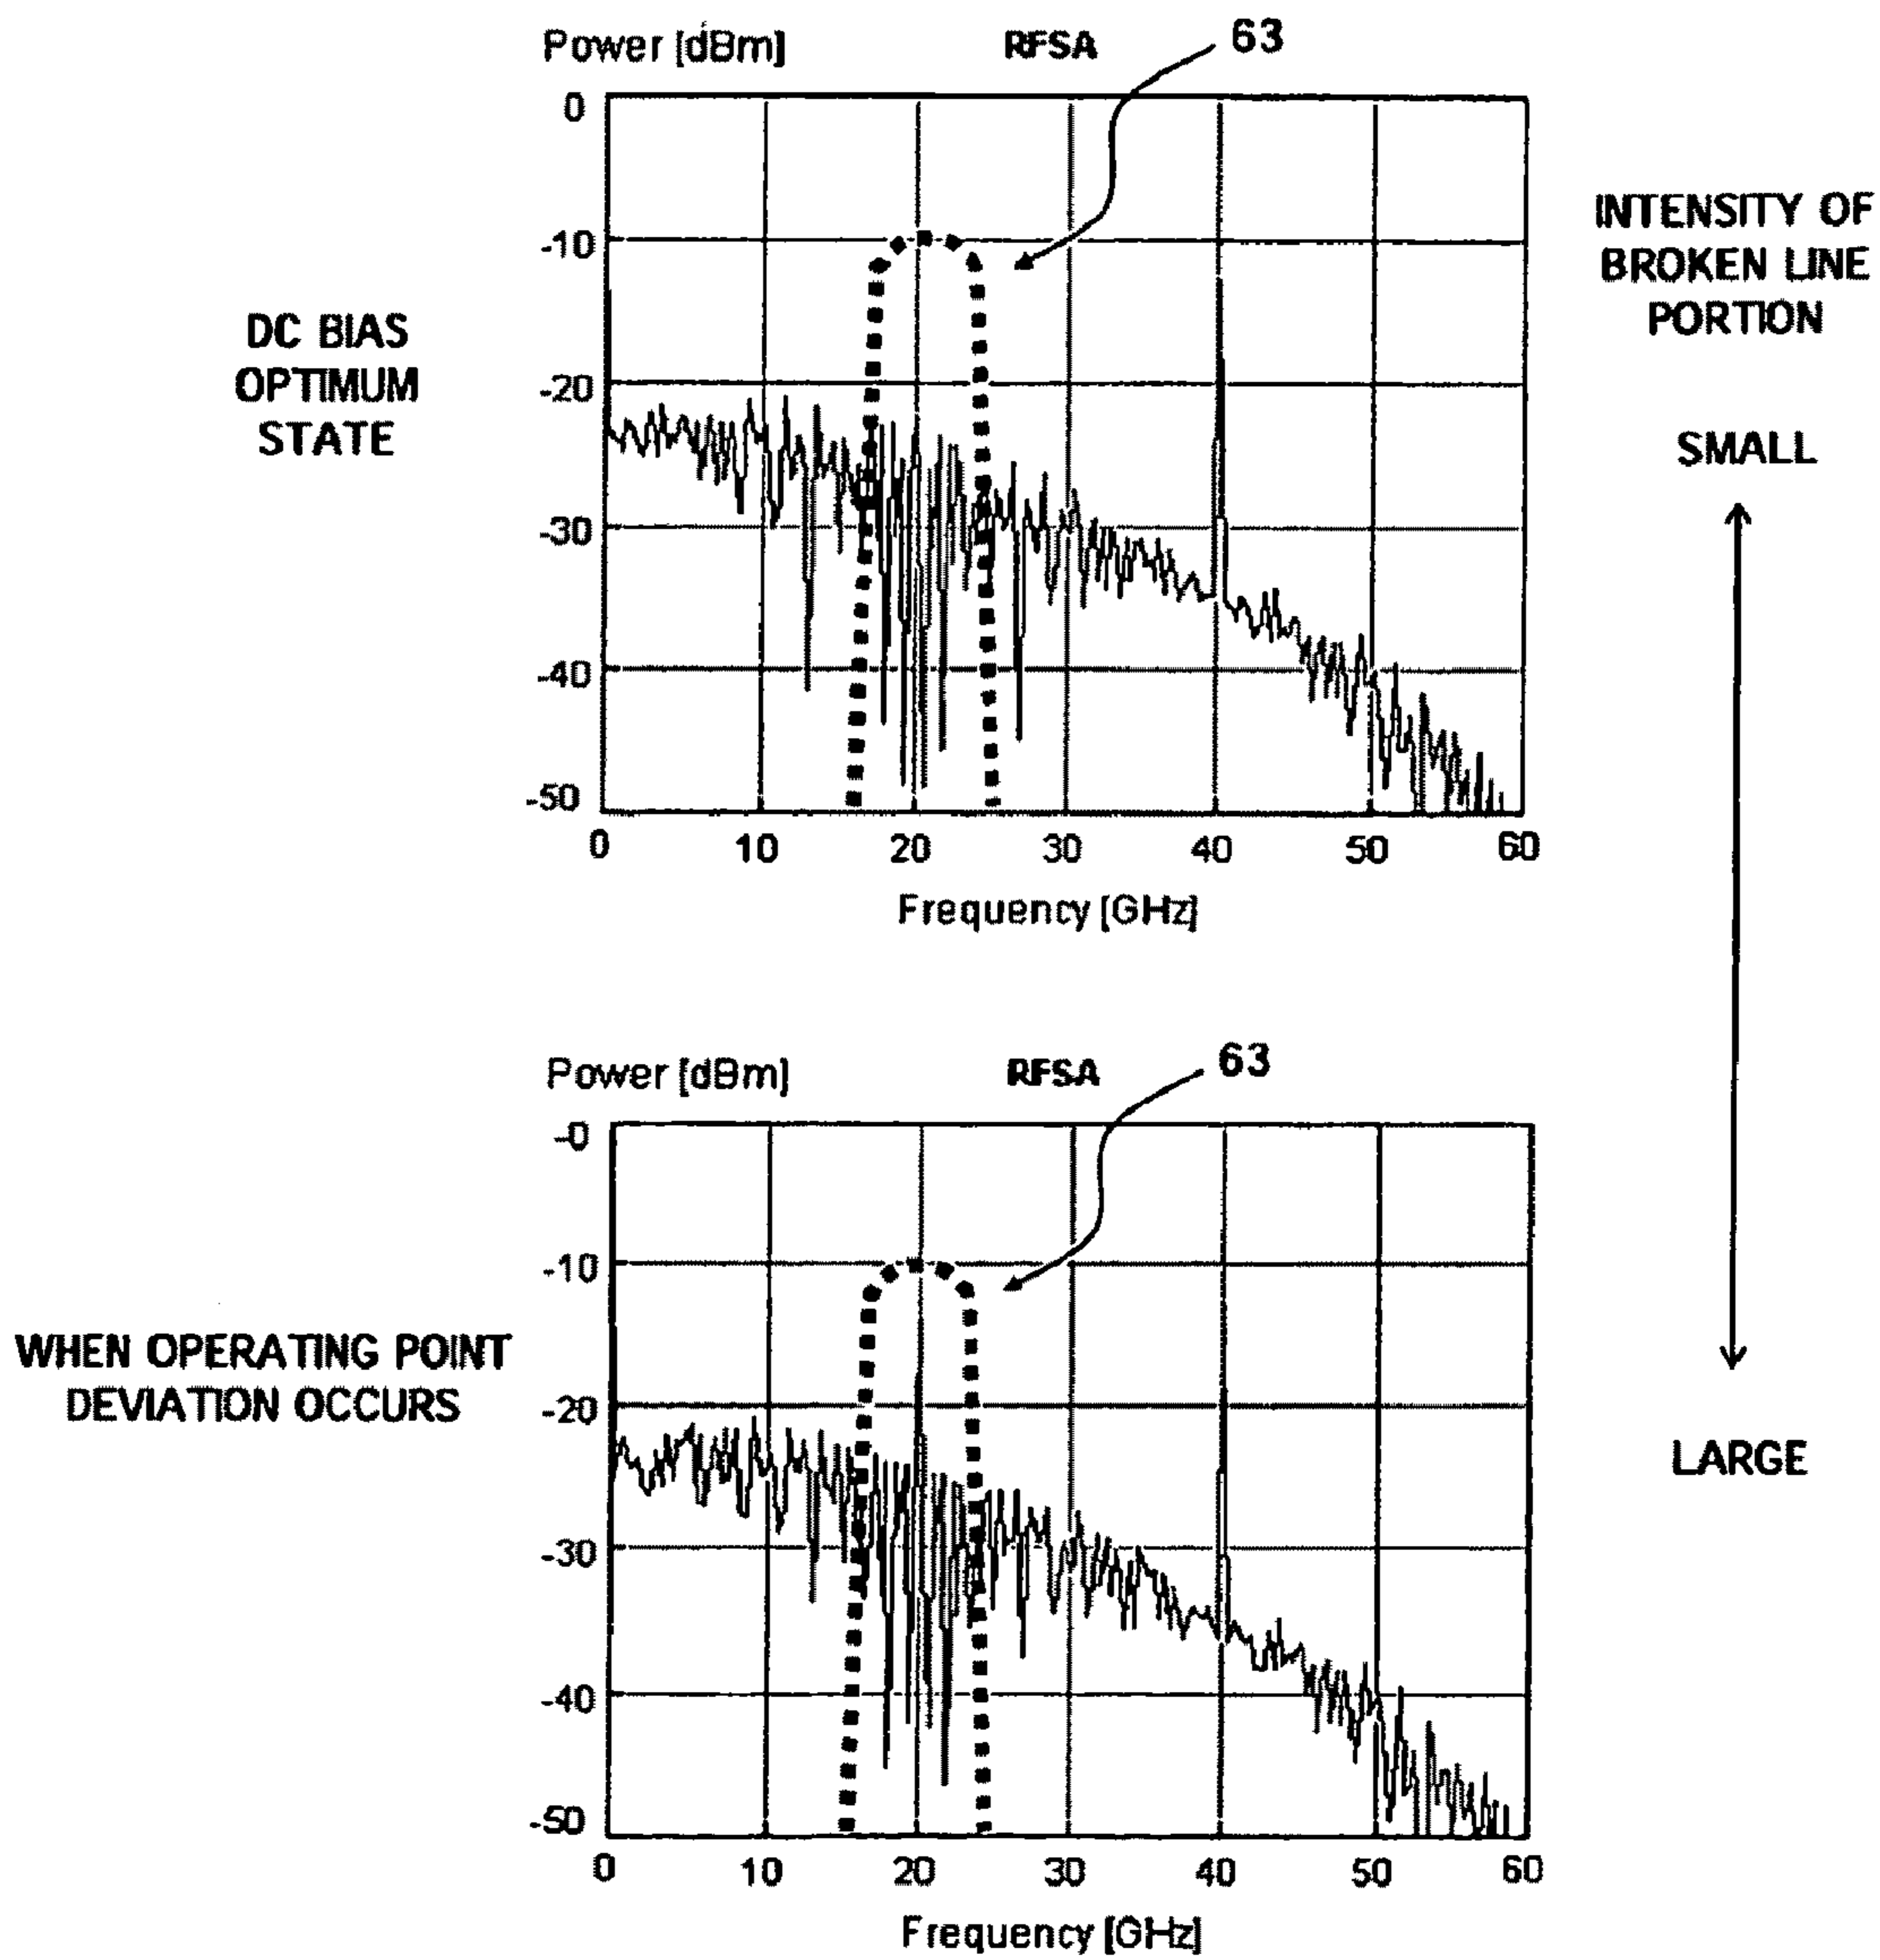 Power [dBm]
RFSA
63
0
-10
-20
-30
-40
-50
0 10 20 30 40 50 60
Frequency [GHz]
DC BIAS
OPTIMUM
STATE
INTENSITY OF
BROKEN LINE
PORTION
SMALL
LARGE
Power [dBm]
RFSA
63
-0
-10
-20
-30
-40
-50
0 10 20 30 40 50 60
Frequency [GHz]
WHEN OPERATING POINT
DEVIATION OCCURS